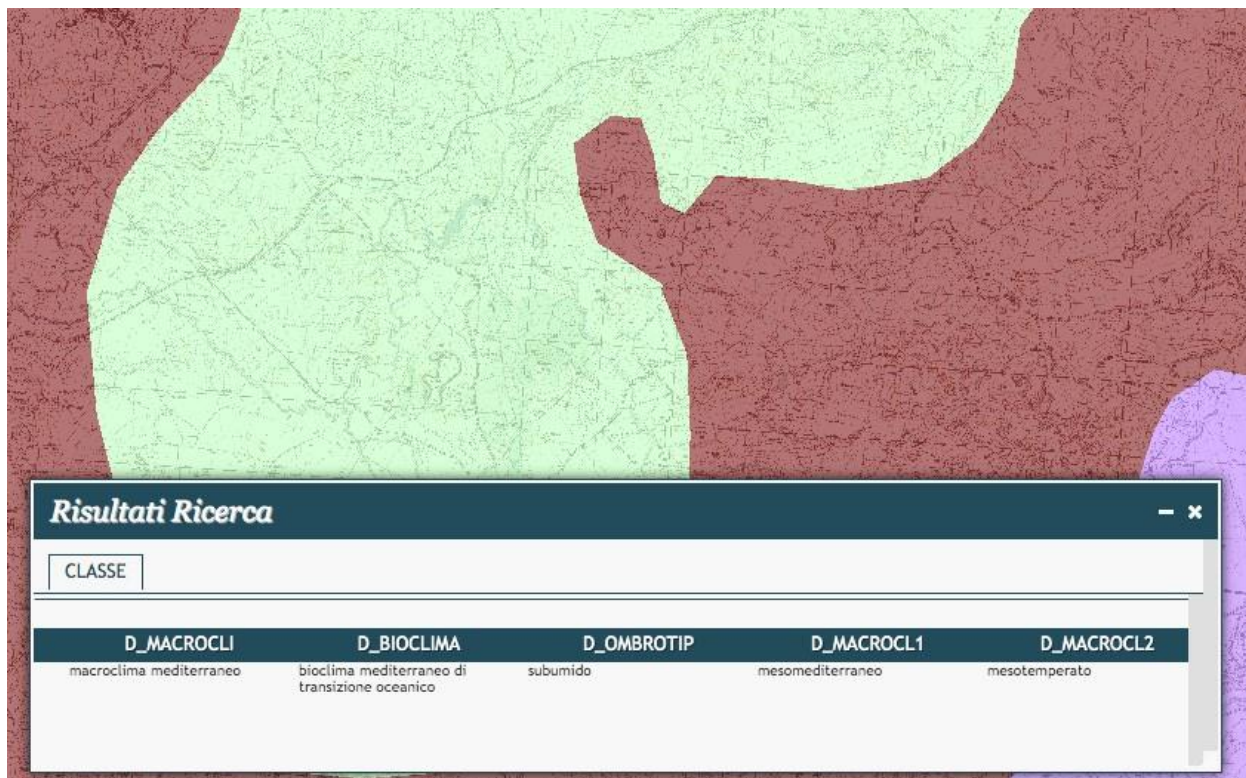 Risultati Ricerca
CLASSE
D_MACROCLI D_BIOCLIMA D_OMBROTIP D_MACROCL1 D_MACROCL2
macroclima mediterraneo bioclima mediterraneo di subumido mesomediterraneo mesotemperato
transizione oceanico